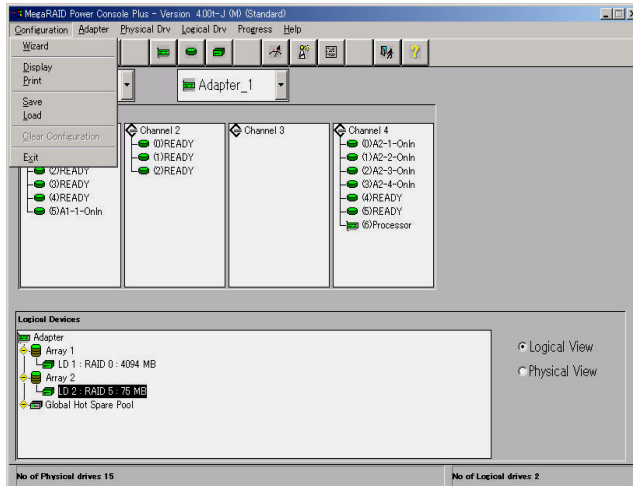 MegaRAID Power Console Plus - Version 4.00t-J (M) (Standard)
Configuration Adapter Physical Drv Logical Drv Progress Help
Wizard
Display
Print
Save
Load
Clear Configuration
Exit
Adapter_1
(2)READY
(3)READY
(4)READY
(5)A1-1-Onln
Channel 2
(0)READY
(1)READY
(2)READY
Channel 3
Channel 4
(0)A2-1-Onln
(1)A2-2-Onln
(2)A2-3-Onln
(3)A2-4-Onln
(4)READY
(5)READY
(6)Processor
Logical Devices
Adapter
Array 1
LD 1 : RAID 0 : 4094 MB
Array 2
LD 2 : RAID 5 : 75 MB
Global Hot Spare Pool
Logical View
Physical View
No of Physical drives 15
No of Logical drives 2